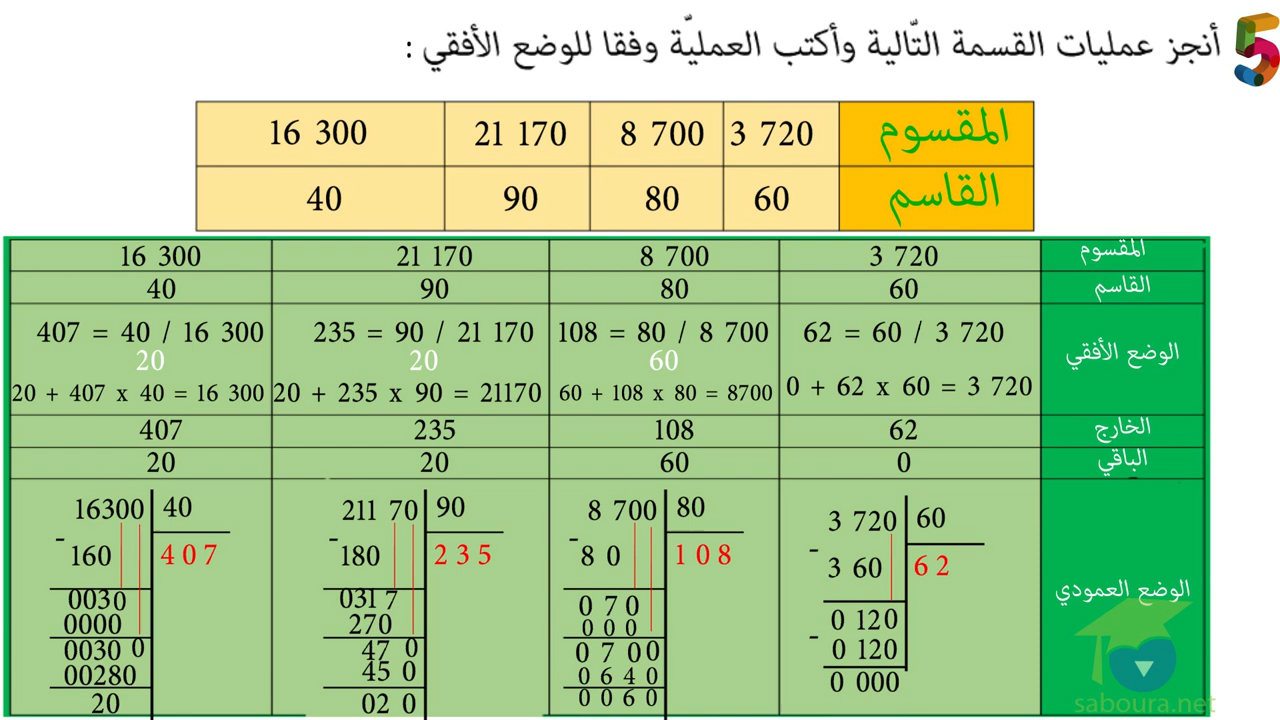 5 أنجز عمليات القسمة التّالية وأكتب العمليّة وفقا للوضع الأفقي :
المقسوم 3 720 8 700 21 170 16 300
القاسم 60 80 90 40
المقسوم 3 720 8 700 21 170 16 300
القاسم 60 80 90 40
الوضع الأفقي
62 = 60 / 3 720
0 + 62 x 60 = 3 720
108 = 80 / 8 700
60
60 + 108 x 80 = 8700
235 = 90 / 21 170
20
20 + 235 x 90 = 21170
407 = 40 / 16 300
20
20 + 407 x 40 = 16 300
الخارج 62 108 235 407
الباقي 0 60 20 20
الوضع العمودي
3 720 60
- 3 60 6 2
0 120
- 0 120
0 000
8 700 80
- 8 0 1 0 8
0 7 0
0 0 0
0 7 0 0
0 6 4 0
0 0 6 0
211 70 90
- 180 2 3 5
031 7
270
47 0
45 0
02 0
16300 40
- 160 4 0 7
0030
0000
0030 0
00280
20
saboura.net